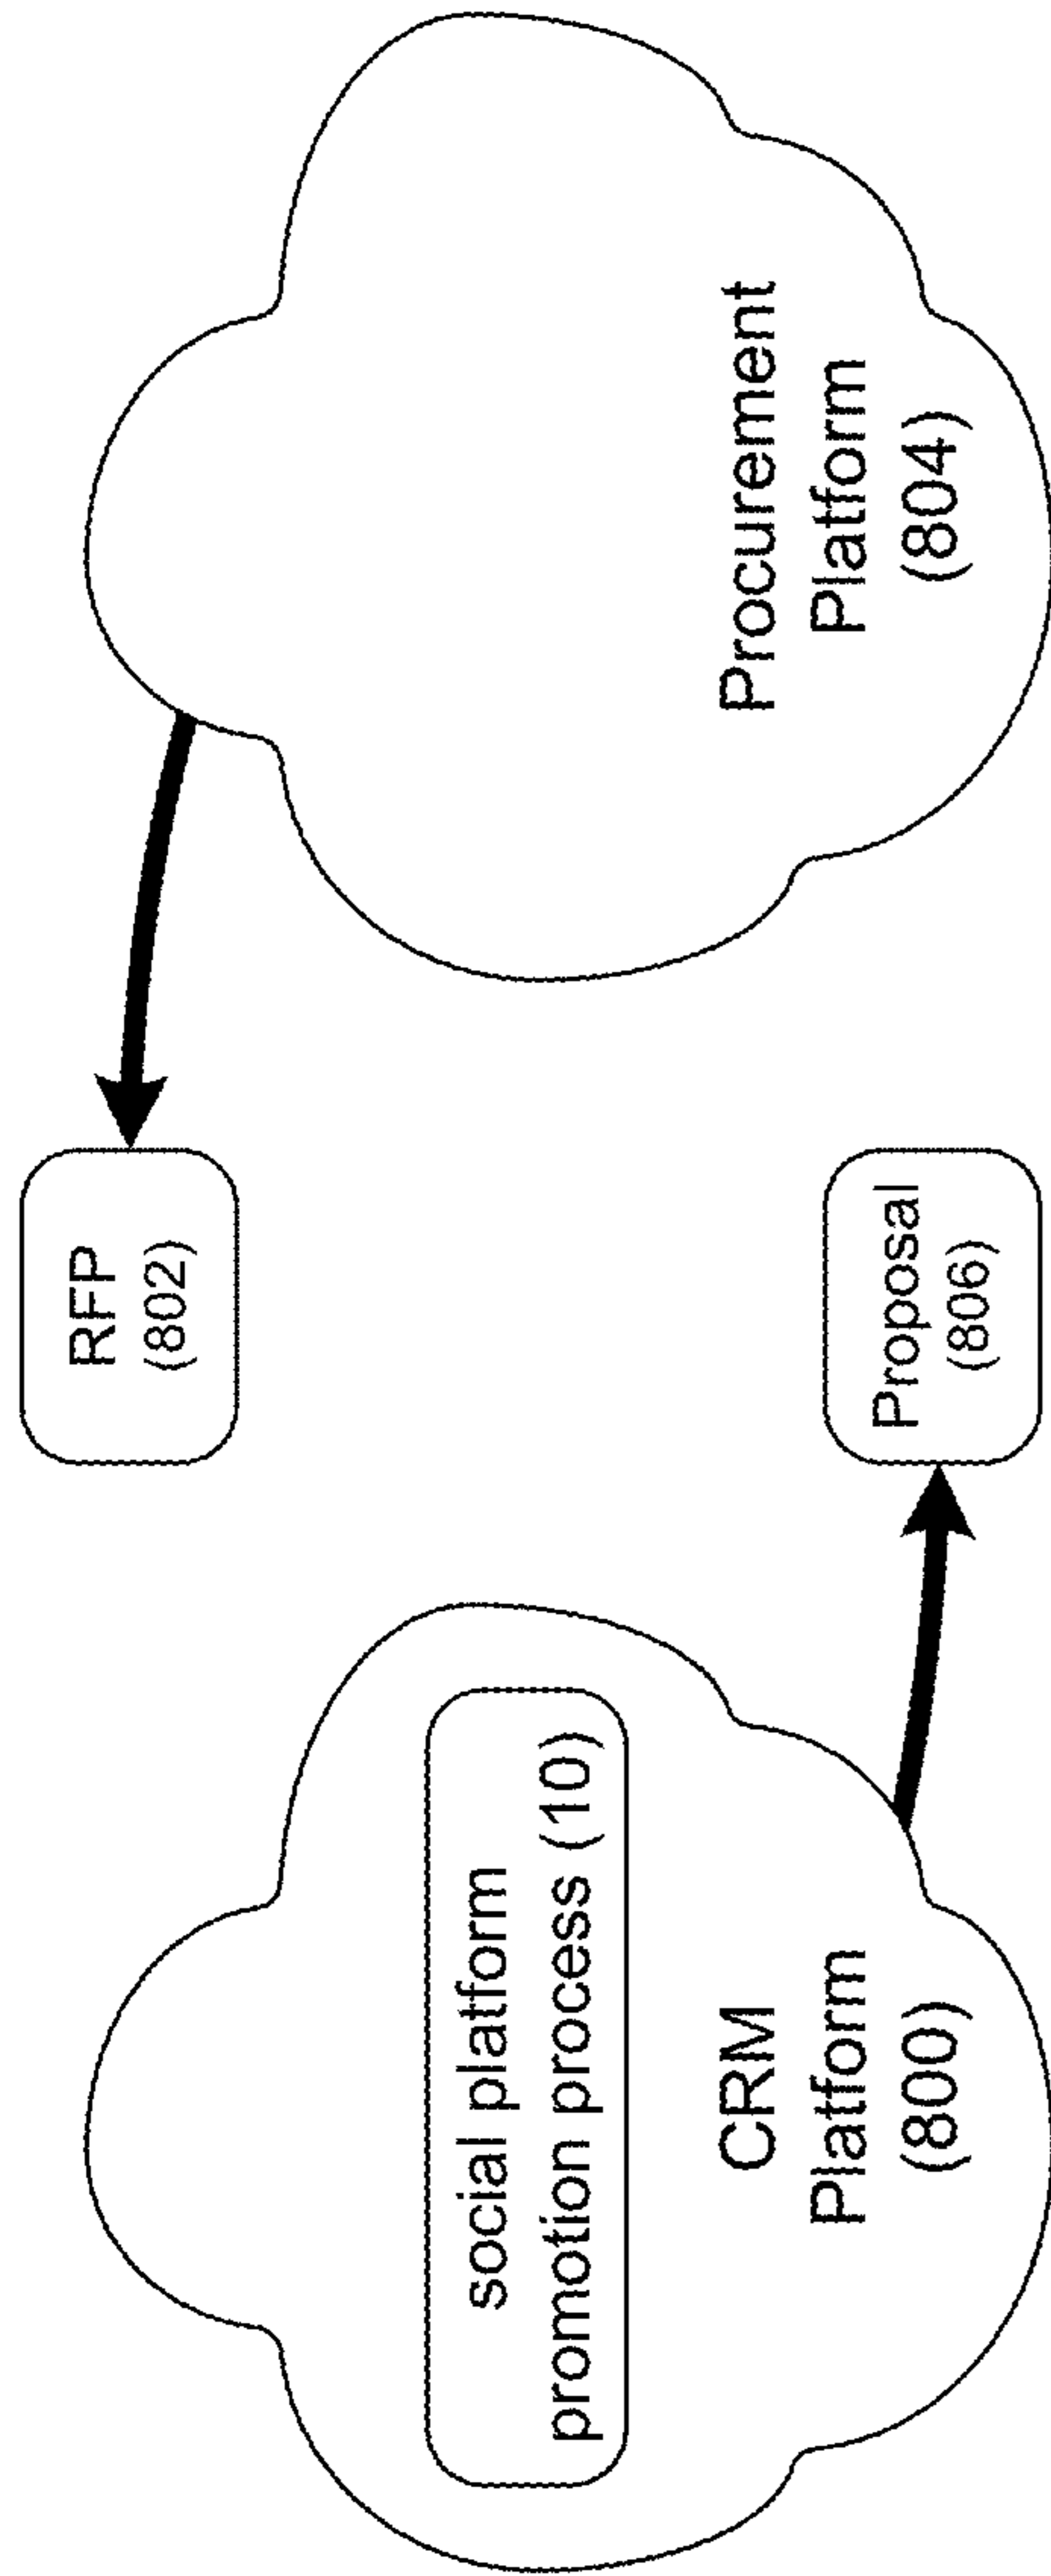 social platform
promotion process (10)
CRM
Platform
(800)
RFP
(802)
Proposal
(806)
Procurement
Platform
(804)